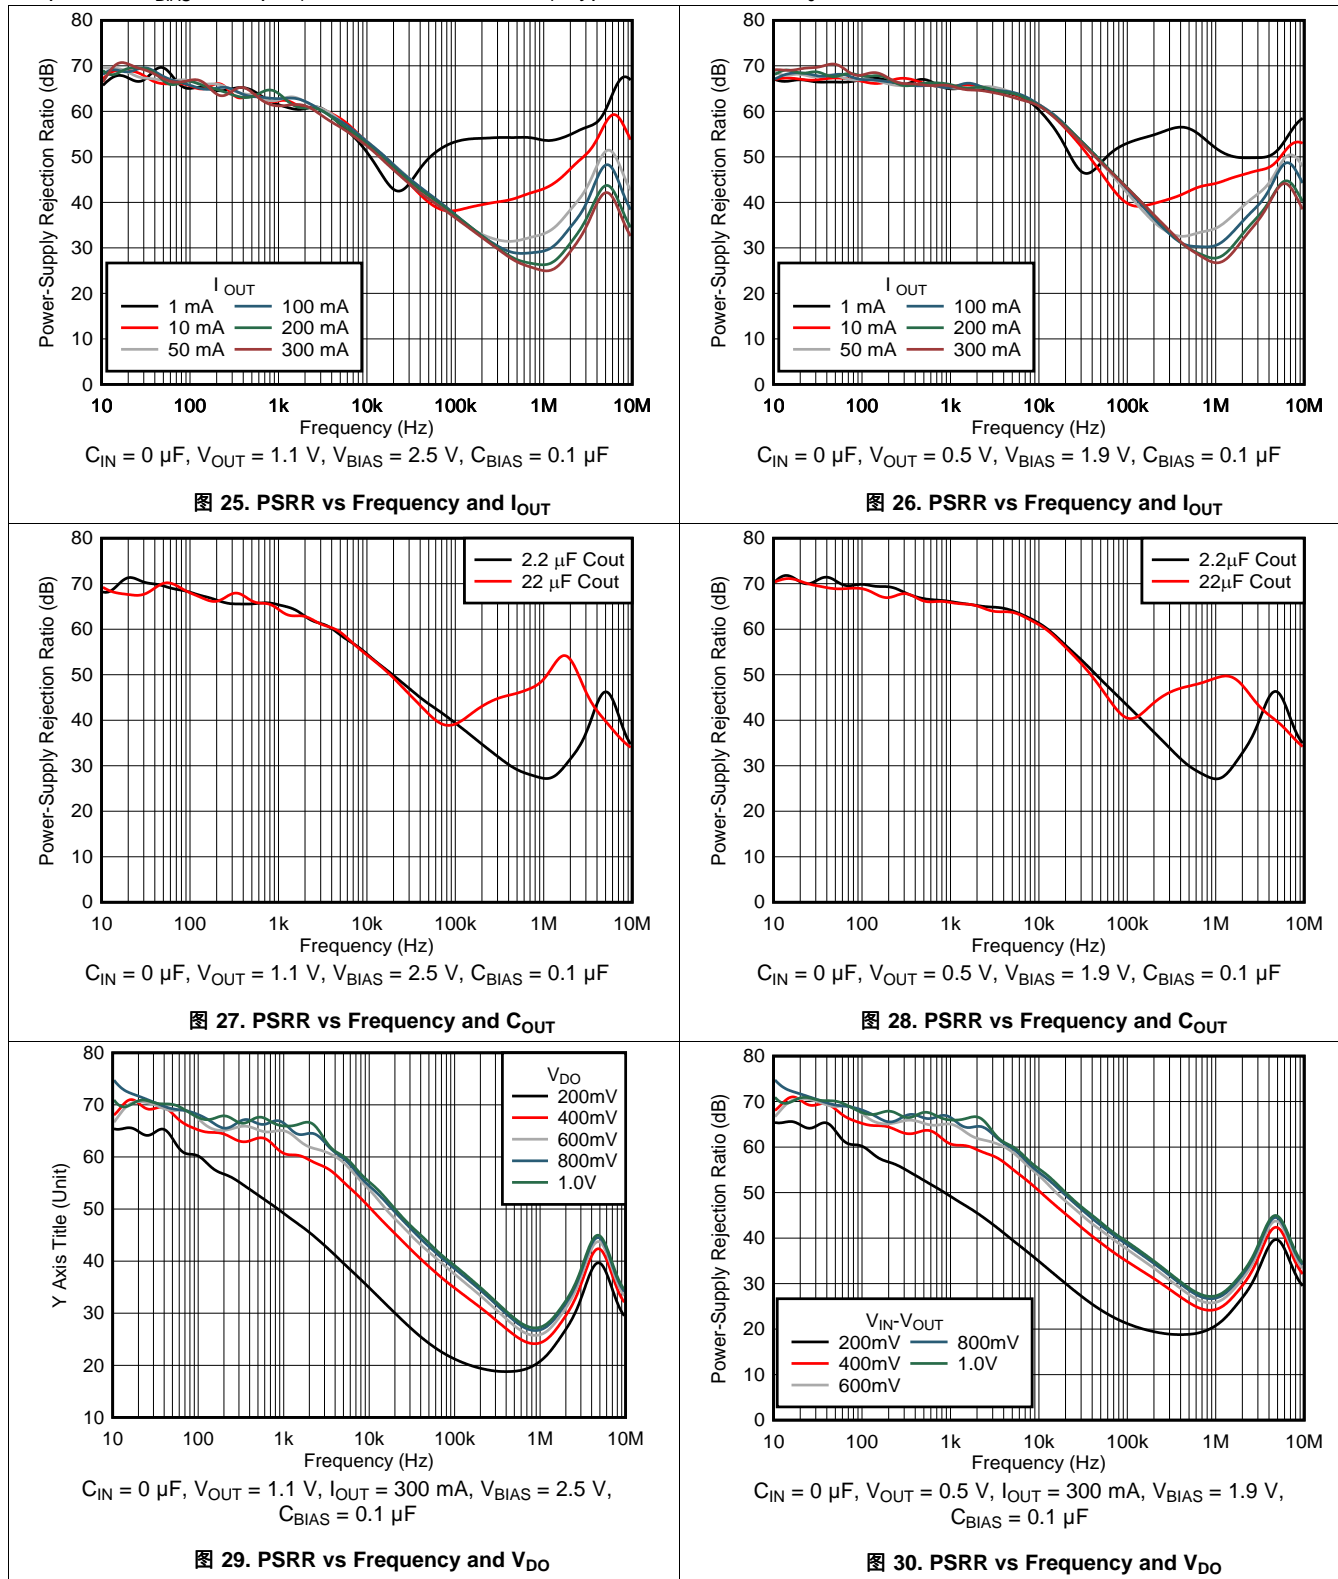 80
70
60
50
40
30
20
10
0
Power-Supply Rejection Ratio (dB)
I OUT
1 mA 100 mA
10 mA 200 mA
50 mA 300 mA
10 100 1k 10k 100k 1M 10M
Frequency (Hz)
CIN = 0 µF, VOUT = 1.1 V, VBIAS = 2.5 V, CBIAS = 0.1 µF
图 25. PSRR vs Frequency and IOUT
80
70
60
50
40
30
20
10
0
Power-Supply Rejection Ratio (dB)
I OUT
1 mA 100 mA
10 mA 200 mA
50 mA 300 mA
10 100 1k 10k 100k 1M 10M
Frequency (Hz)
CIN = 0 µF, VOUT = 0.5 V, VBIAS = 1.9 V, CBIAS = 0.1 µF
图 26. PSRR vs Frequency and IOUT
80
70
60
50
40
30
20
10
0
Power-Supply Rejection Ratio (dB)
2.2 µF Cout
22 µF Cout
10 100 1k 10k 100k 1M 10M
Frequency (Hz)
CIN = 0 µF, VOUT = 1.1 V, VBIAS = 2.5 V, CBIAS = 0.1 µF
图 27. PSRR vs Frequency and COUT
80
70
60
50
40
30
20
10
0
Power-Supply Rejection Ratio (dB)
2.2µF Cout
22µF Cout
10 100 1k 10k 100k 1M 10M
Frequency (Hz)
CIN = 0 µF, VOUT = 0.5 V, VBIAS = 1.9 V, CBIAS = 0.1 µF
图 28. PSRR vs Frequency and COUT
80
70
60
50
40
30
20
10
Y Axis Title (Unit)
VDO
200mV
400mV
600mV
800mV
1.0V
10 100 1k 10k 100k 1M 10M
Frequency (Hz)
CIN = 0 µF, VOUT = 1.1 V, IOUT = 300 mA, VBIAS = 2.5 V,
CBIAS = 0.1 µF
图 29. PSRR vs Frequency and VDO
80
70
60
50
40
30
20
10
0
Power-Supply Rejection Ratio (dB)
VIN-VOUT
200mV 800mV
400mV 1.0V
600mV
10 100 1k 10k 100k 1M 10M
Frequency (Hz)
CIN = 0 µF, VOUT = 0.5 V, IOUT = 300 mA, VBIAS = 1.9 V,
CBIAS = 0.1 µF
图 30. PSRR vs Frequency and VDO